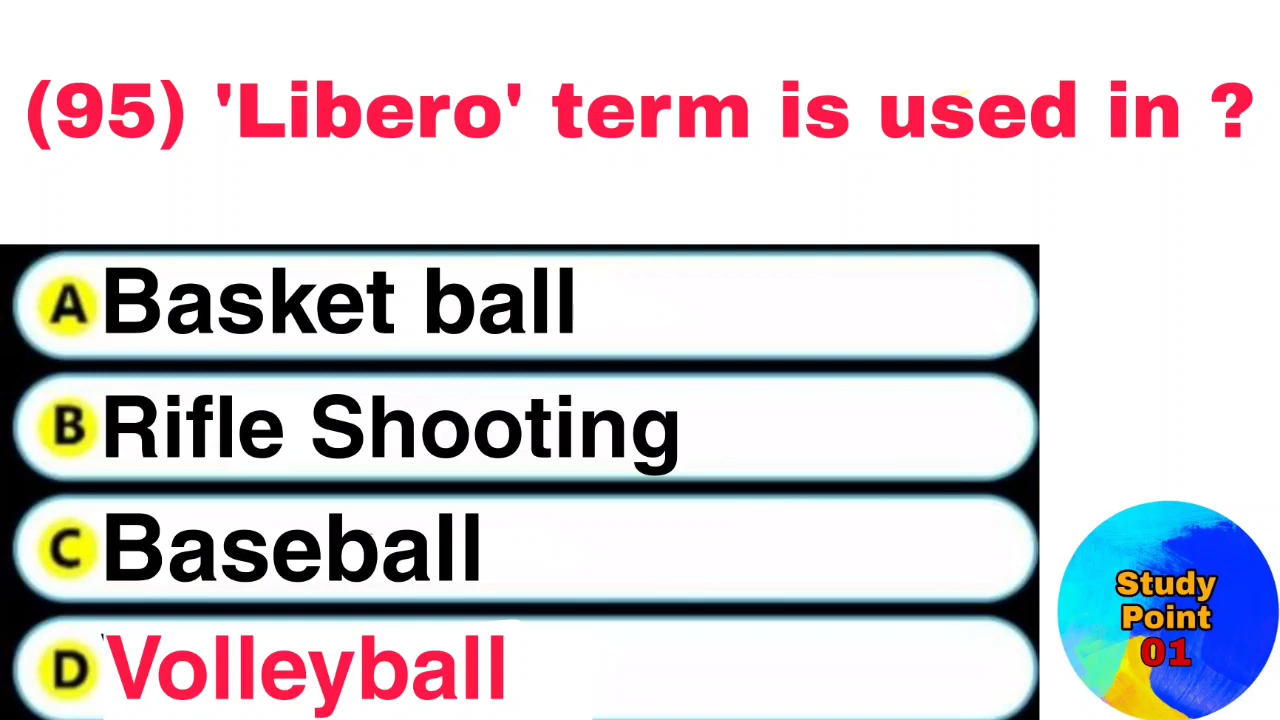 (95) 'Libero' term is used in ?
A Basket ball
B Rifle Shooting
C Baseball
D Volleyball
Study
Point
01